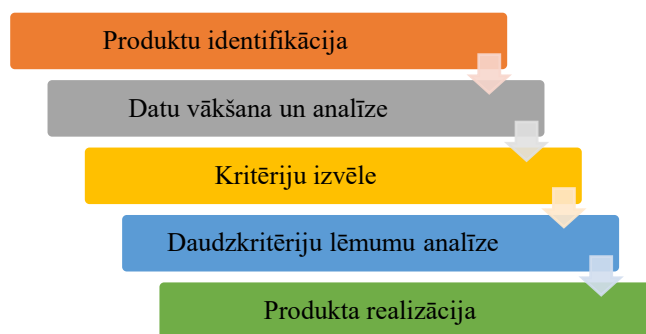 Produktu identifikācija
Datu vākšana un analīze
Kritēriju izvēle
Daudzkritēriju lēmumu analīze
Produkta realizācija